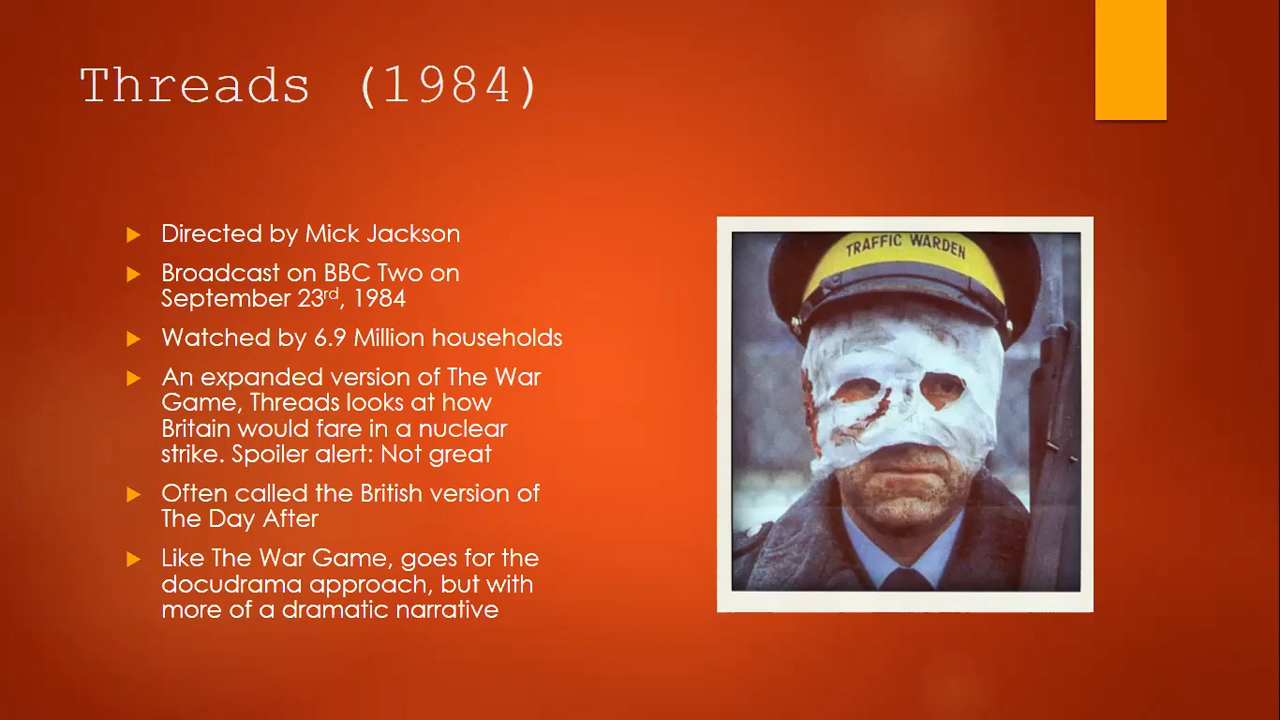 Threads (1984)
Directed by Mick Jackson
Broadcast on BBC Two on
September 23rd, 1984
Watched by 6.9 Million households
An expanded version of The War
Game, Threads looks at how
Britain would fare in a nuclear
strike. Spoiler alert: Not great
Often called the British version of
The Day After
Like The War Game, goes for the
docudrama approach, but with
more of a dramatic narrative
TRAFFIC WARDEN